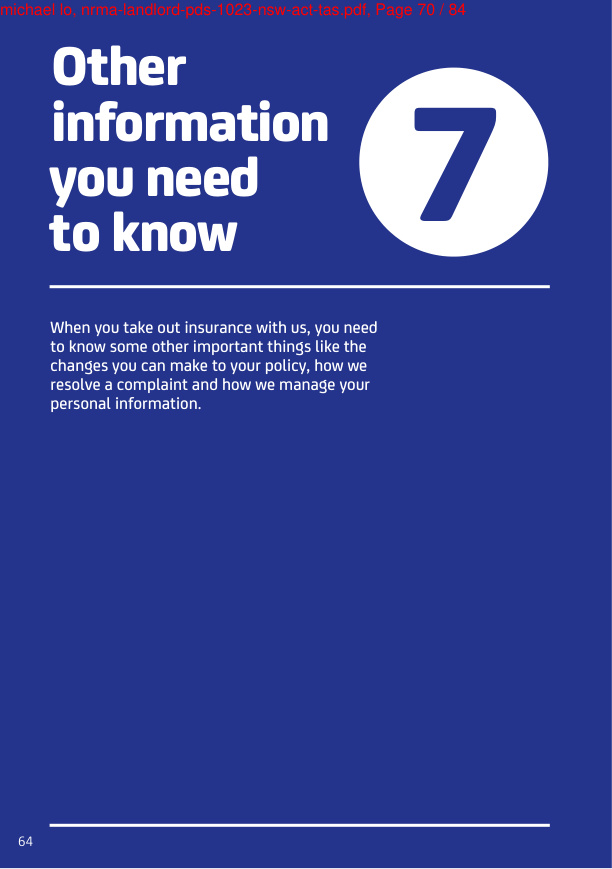 michael lo, nrma-landlord-pds-1023-nsw-act-tas.pdf, Page 70 / 84
Other
information
you need
to know
7
When you take out insurance with us, you need
to know some other important things like the
changes you can make to your policy, how we
resolve a complaint and how we manage your
personal information.
64